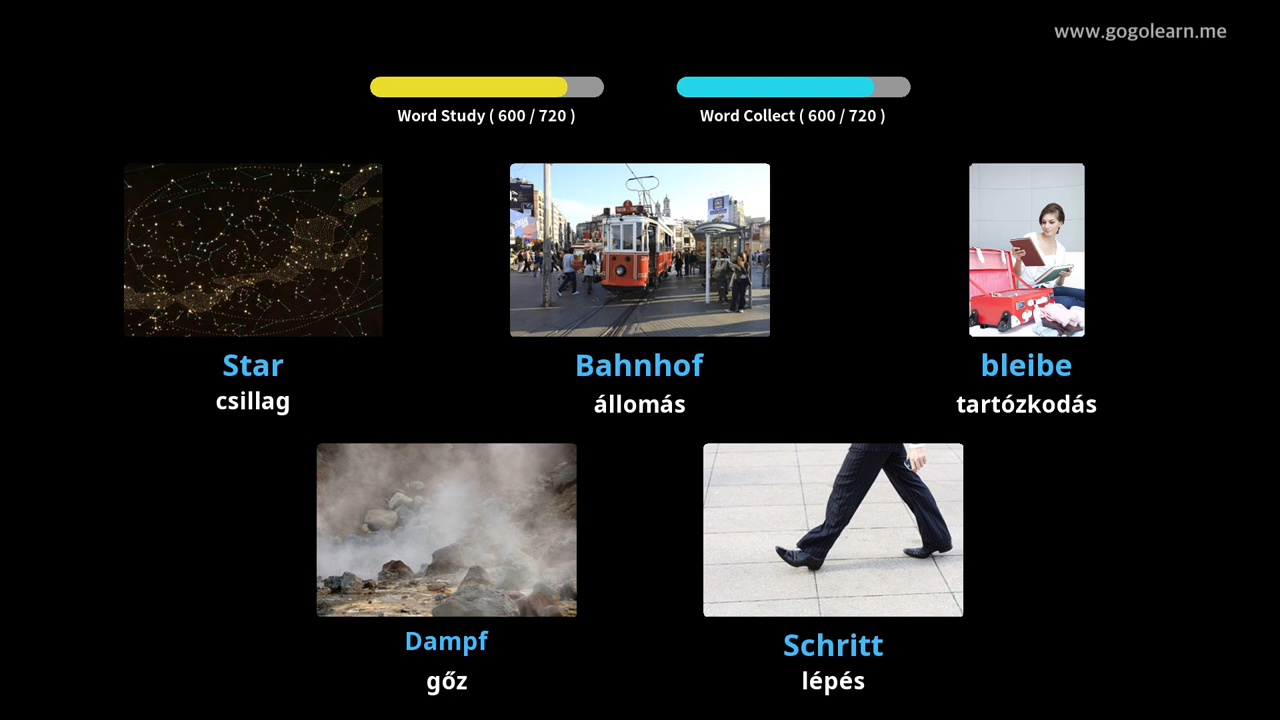 www.gogolearn.me
Word Study ( 600 / 720 )
Word Collect ( 600 / 720 )
Star
csillag
Bahnhof
állomás
bleibe
tartózkodás
Dampf
gőz
Schritt
lépés